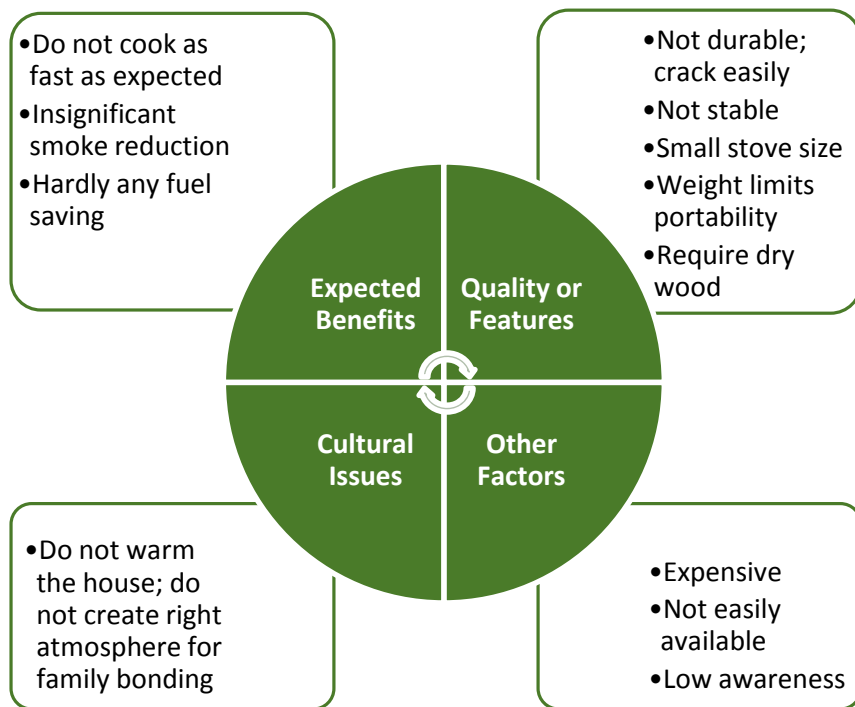 •Do not cook as
fast as expected
•Insignificant
smoke reduction
•Hardly any fuel
saving
•Not durable;
crack easily
•Not stable
•Small stove size
•Weight limits
portability
•Require dry
wood
Expected
Benefits
Quality or
Features
Cultural
Issues
Other
Factors
•Do not warm
the house; do
not create right
atmosphere for
family bonding
•Expensive
•Not easily
available
•Low awareness